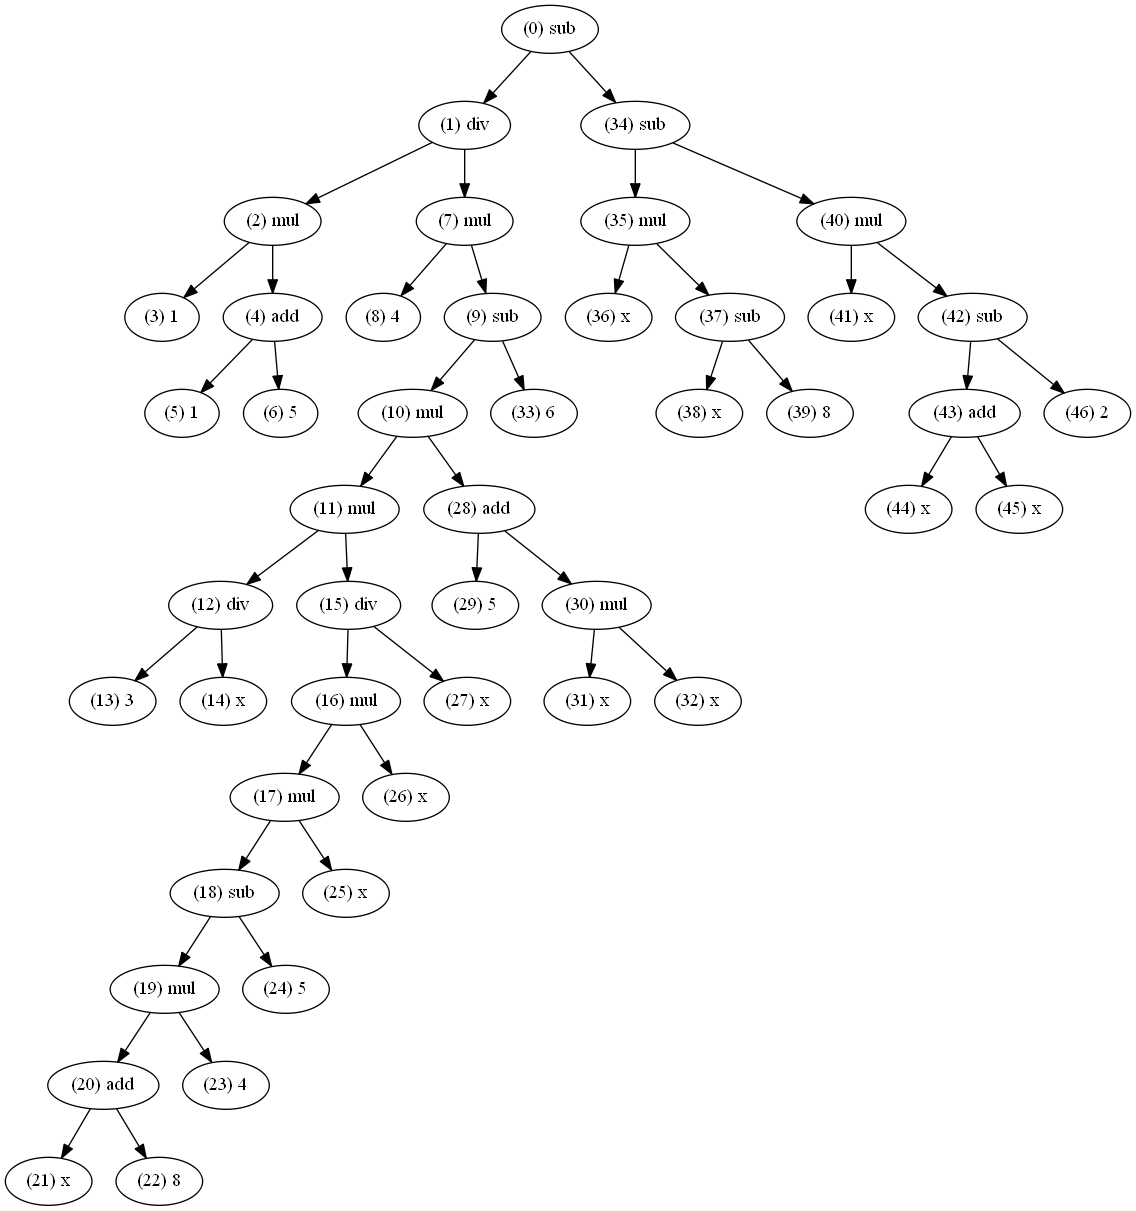 (0) sub
(1) div
(34) sub
(2) mul
(7) mul
(35) mul
(40) mul
(3) 1
(4) add
(8) 4
(9) sub
(36) x
(37) sub
(41) x
(42) sub
(5) 1
(6) 5
(10) mul
(33) 6
(38) x
(39) 8
(43) add
(46) 2
(11) mul
(28) add
(44) x
(45) x
(12) div
(15) div
(29) 5
(30) mul
(13) 3
(14) x
(16) mul
(27) x
(31) x
(32) x
(17) mul
(26) x
(18) sub
(25) x
(19) mul
(24) 5
(20) add
(23) 4
(21) x
(22) 8